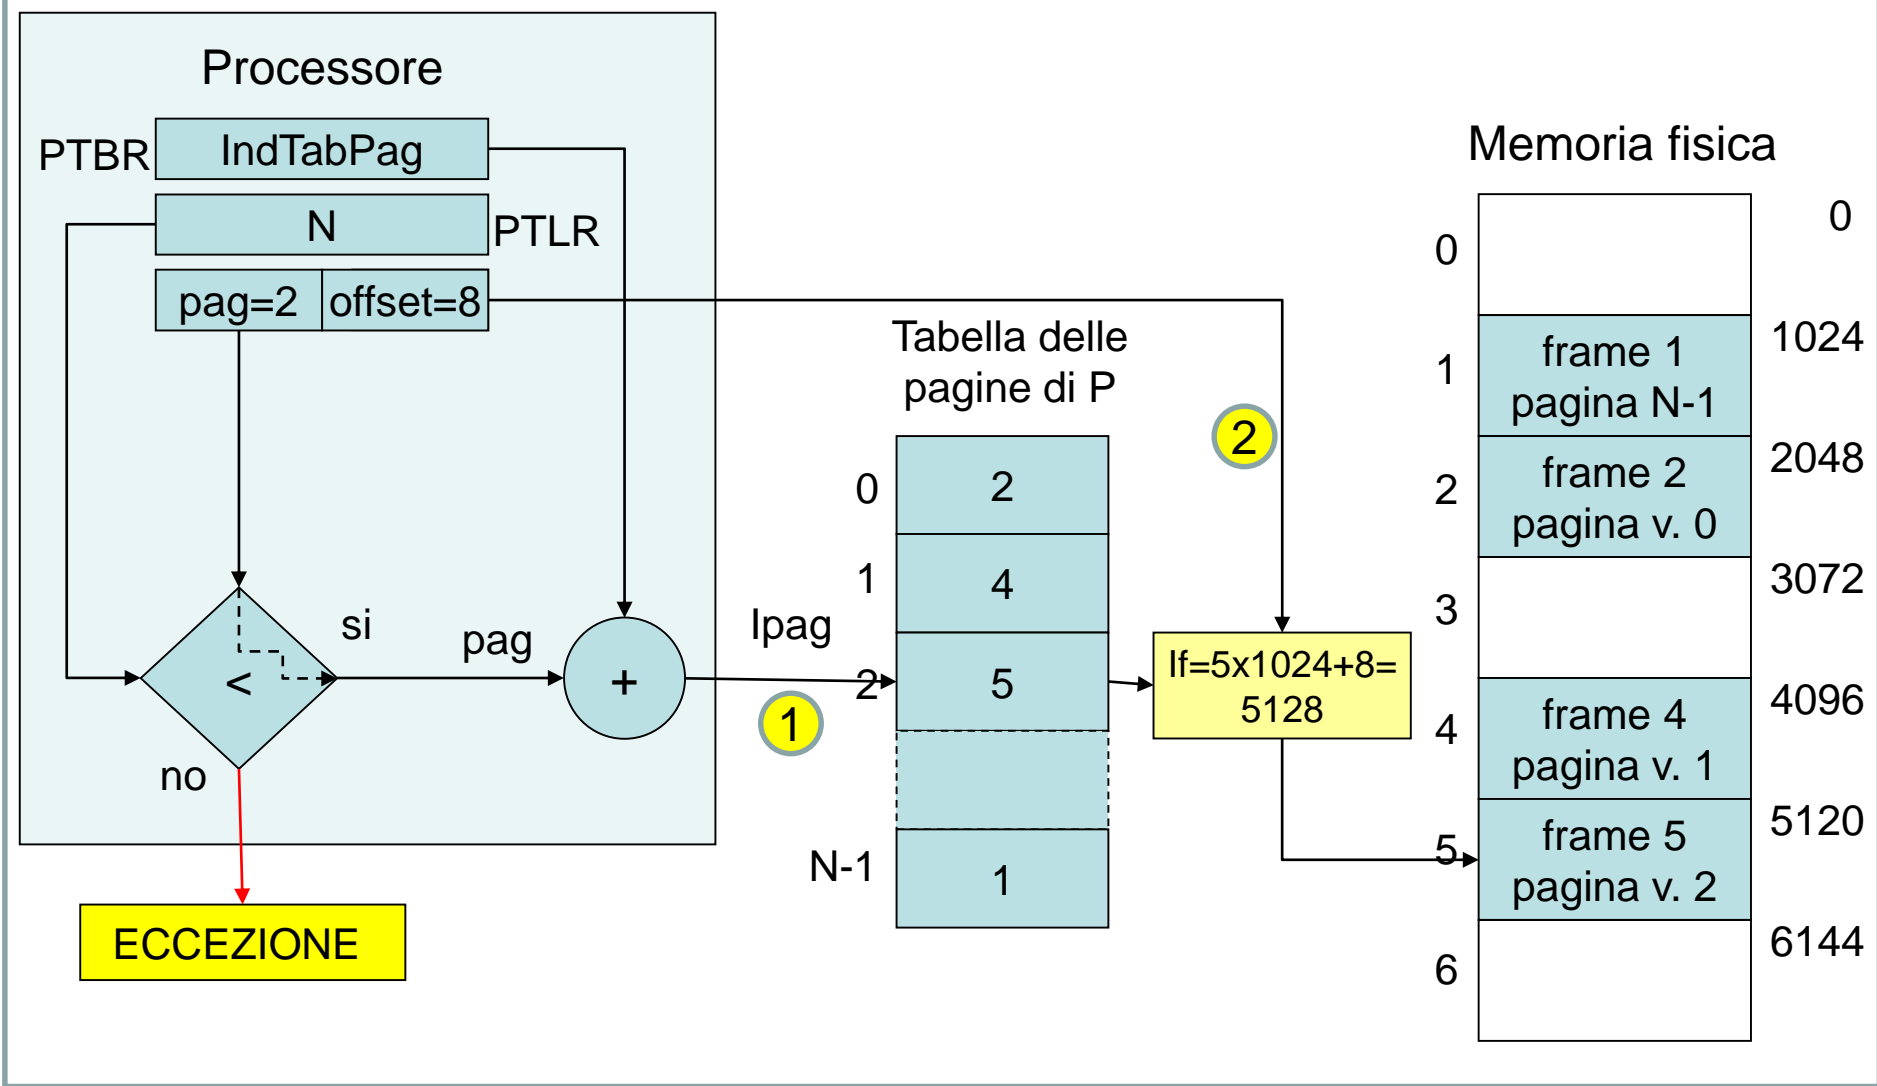 Processore
PTBR
IndTabPag
N
PTLR
pag=2
offset=8
<
si
no
pag
+
ECCEZIONE
Ipag
1
Tabella delle
pagine di P
0
2
1
4
2
5
N-1
1
2
If=5x1024+8=
5128
Memoria fisica
0
0
1
frame 1
pagina N-1
1024
2
frame 2
pagina v. 0
2048
3
3072
4
frame 4
pagina v. 1
4096
5
frame 5
pagina v. 2
5120
6
6144